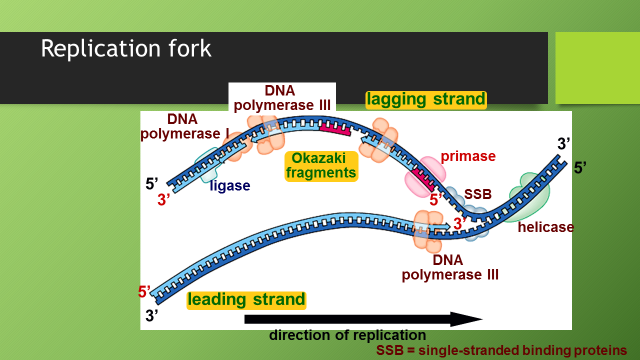 Replication fork
DNA
polymerase III
lagging strand
DNA
polymerase I
Okazaki
fragments
primase
3’
5’
5’
3’
ligase
5’
SSB
3’
helicase
DNA
polymerase III
5’
3’
leading strand
direction of replication
SSB = single-stranded binding proteins